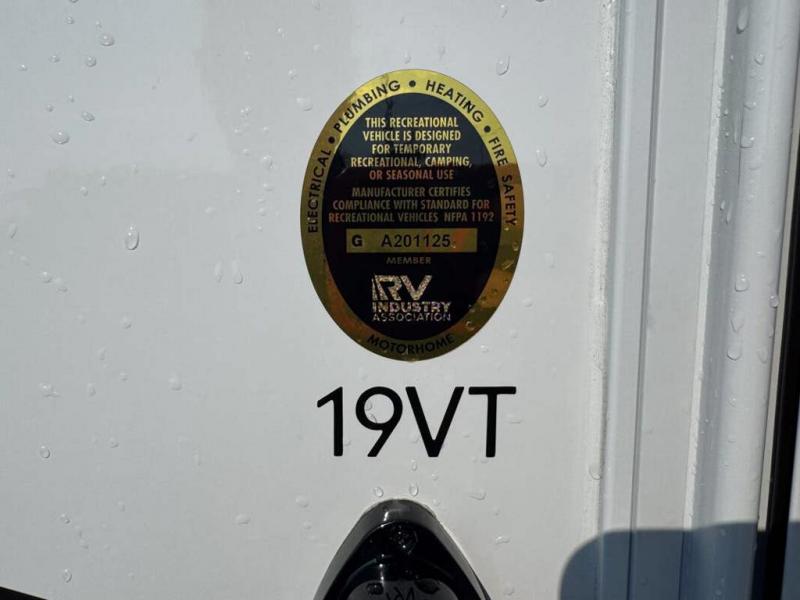 ELECTRICAL • PLUMBING • HEATING • FIRE SAFETY
THIS RECREATIONAL
VEHICLE IS DESIGNED
FOR TEMPORARY
RECREATIONAL, CAMPING,
OR SEASONAL USE
MANUFACTURER CERTIFIES
COMPLIANCE WITH STANDARD FOR
RECREATIONAL VEHICLES NFPA 1192
G A201125
MEMBER
RV
INDUSTRY
ASSOCIATION
MOTORHOME
19VT